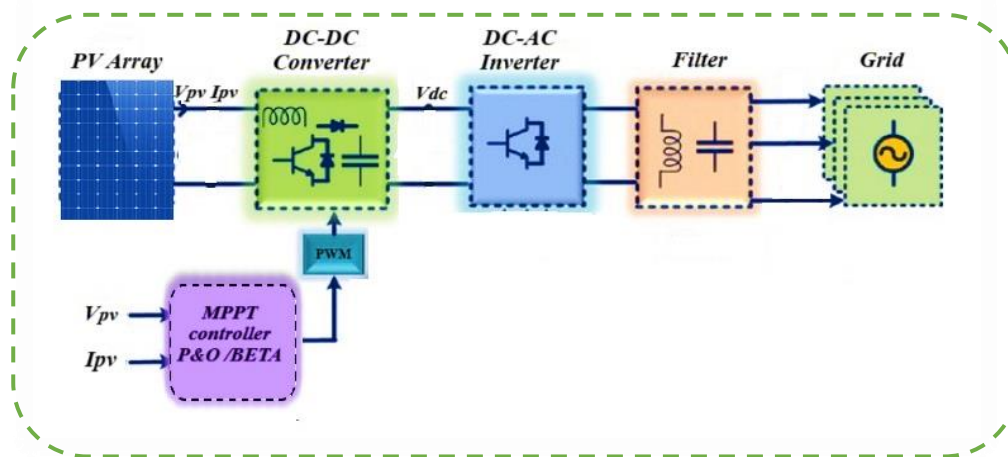 PV Array
DC-DC
Converter
DC-AC
Inverter
Filter
Grid
Vpv Ipv
Vdc
PWM
Vpv
Ipv
MPPT
controller
P&O /BETA